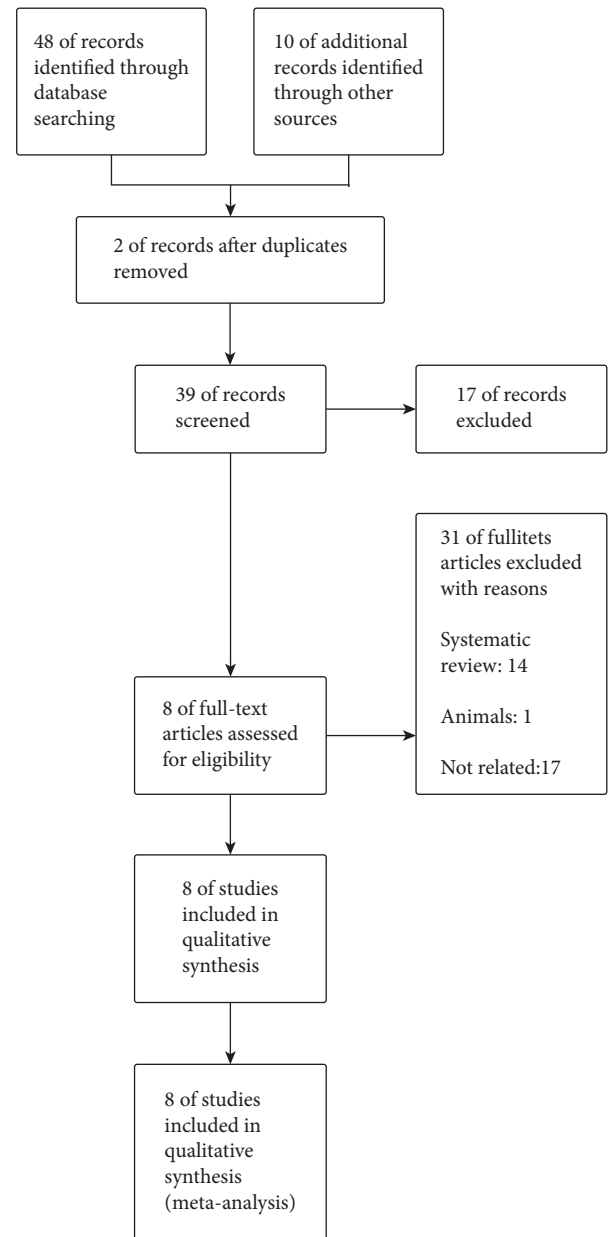 48 of records
identified through
database
searching
10 of additional
records identified
through other
sources
2 of records after duplicates
removed
39 of records
screened
17 of records
excluded
31 of fullitets
articles excluded
with reasons
Systematic
review: 14
Animals: 1
Not related:17
8 of full-text
articles assessed
for eligibility
8 of studies
included in
qualitative
synthesis
8 of studies
included in
qualitative
synthesis
(meta-analysis)